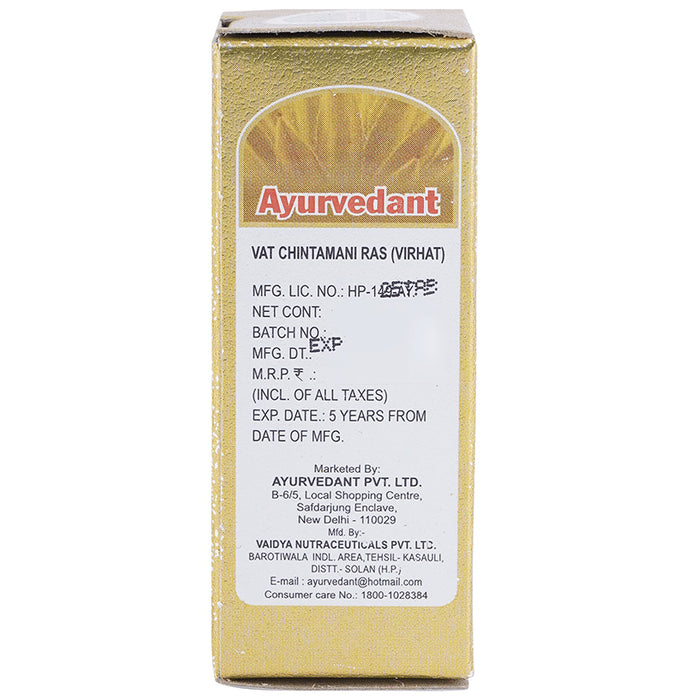 Ayurvedant
VAT CHINTAMANI RAS (VIRHAT)
MFG. LIC. NO.: HP-149-AY. 25TAB
NET CONT:
BATCH NO.:
MFG. DT.: EXP
M.R.P. ₹ .:
(INCL. OF ALL TAXES)
EXP. DATE.: 5 YEARS FROM
DATE OF MFG.
Marketed By:
AYURVEDANT PVT. LTD.
B-6/5, Local Shopping Centre,
Safdarjung Enclave,
New Delhi - 110029
Mfd. By:-
VAIDYA NUTRACEUTICALS PVT. LTD.
BAROTIWALA INDL. AREA,TEHSIL- KASAULI,
DISTT.- SOLAN (H.P.)
E-mail : ayurvedant@hotmail.com
Consumer care No.: 1800-1028384